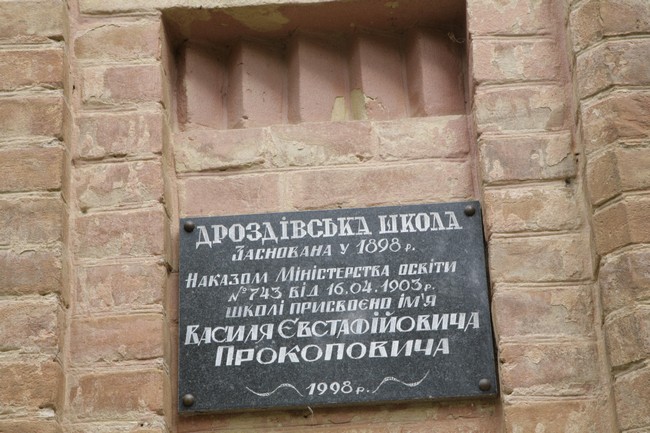 ДРОЗДІВСЬКА ШКОЛА
ЗАСНОВАНА У 1898 р.
НАКАЗОМ МІНІСТЕРСТВА ОСВІТИ
№743 ВІД 16.04.1903 р.
ШКОЛІ ПРИСВОЄНО ІМ'Я
ВАСИЛЯ ЄВСТАФІЙОВИЧА
ПРОКОПОВИЧА
1998 р.